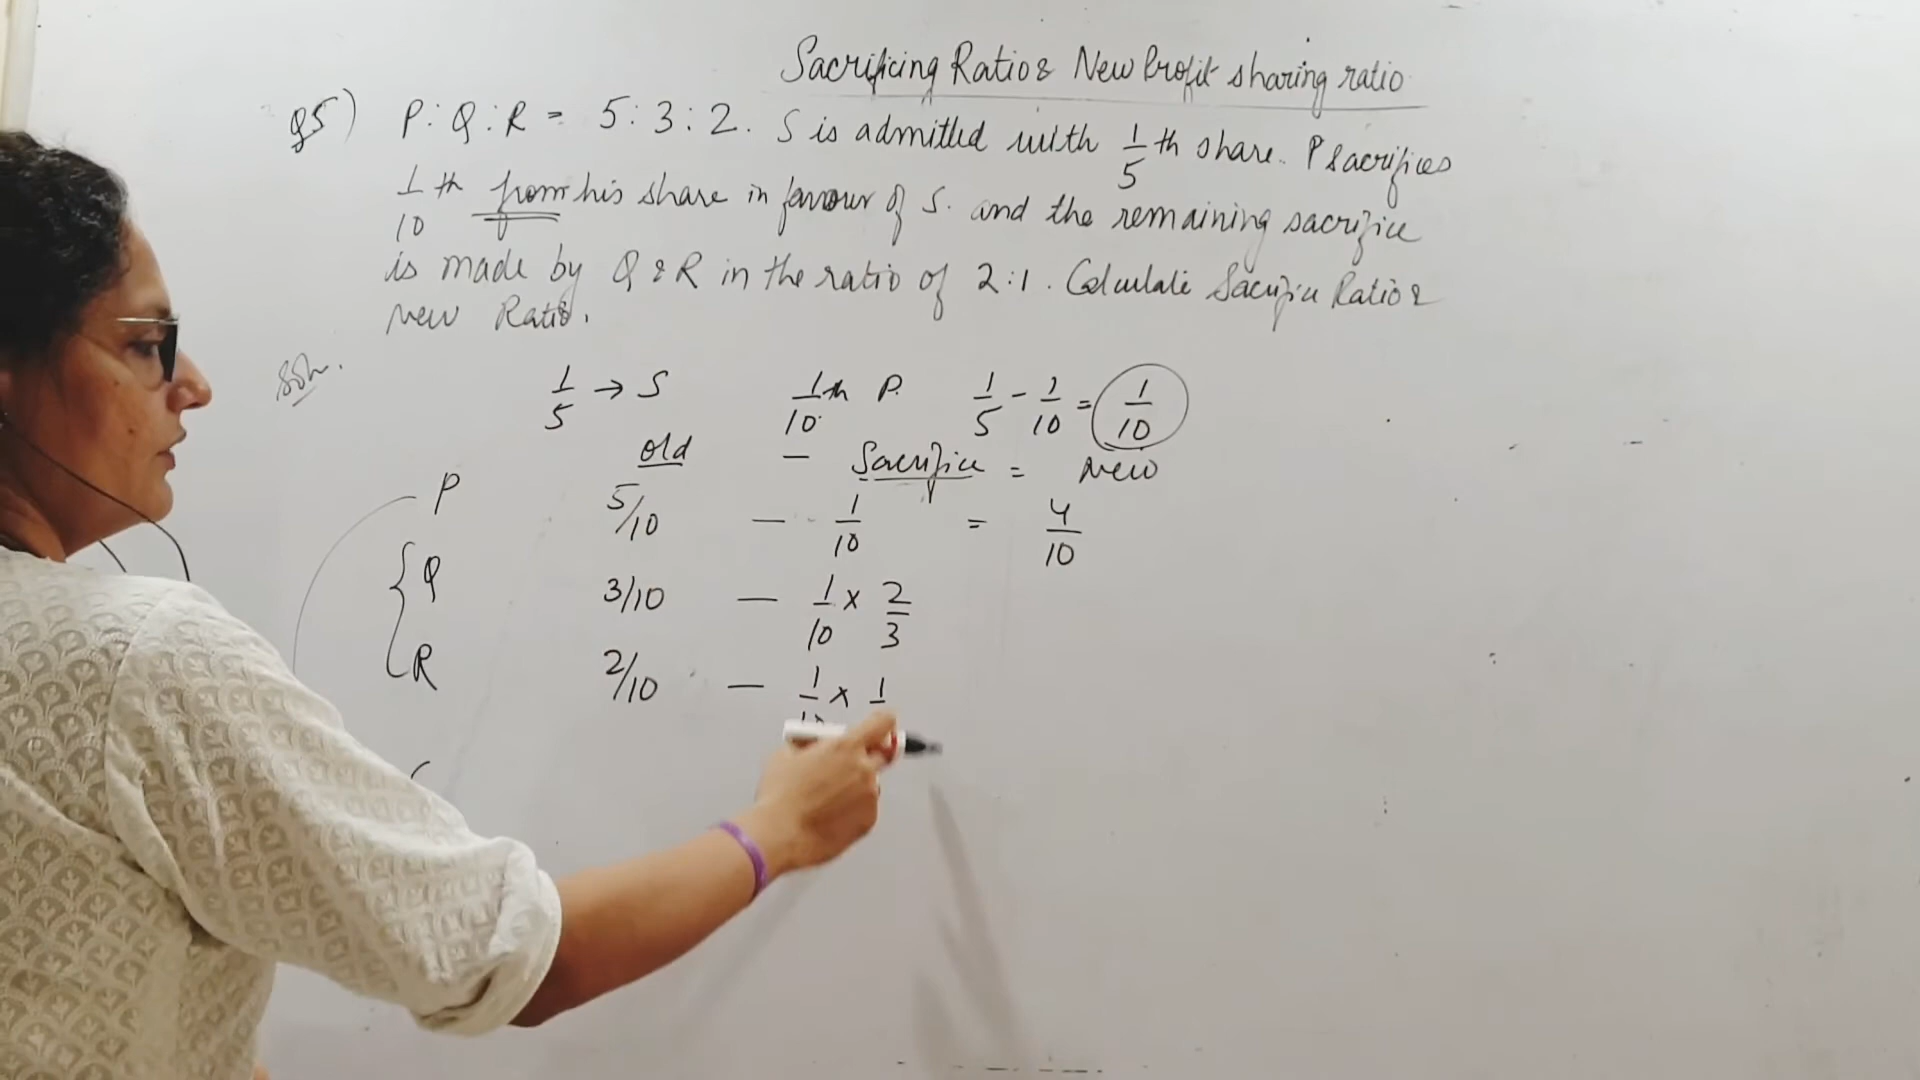 Sacrificing Ratio & New Profit sharing ratio
Q5) P : Q : R = 5 : 3 : 2. S is admitted with 1/5 th share. P sacrifices
1/10 th from his share in favour of S. and the remaining sacrifice
is made by Q & R in the ratio of 2 : 1. Calculate Sacrifice Ratio &
new Ratio.
Soln.
1/5 → S 1/10 th P. 1/5 - 1/10 = 1/10
old - Sacrifice = New
P 5/10 — 1/10 = 4/10
Q 3/10 — 1/10 × 2/3
R 2/10 — 1/10 × 1